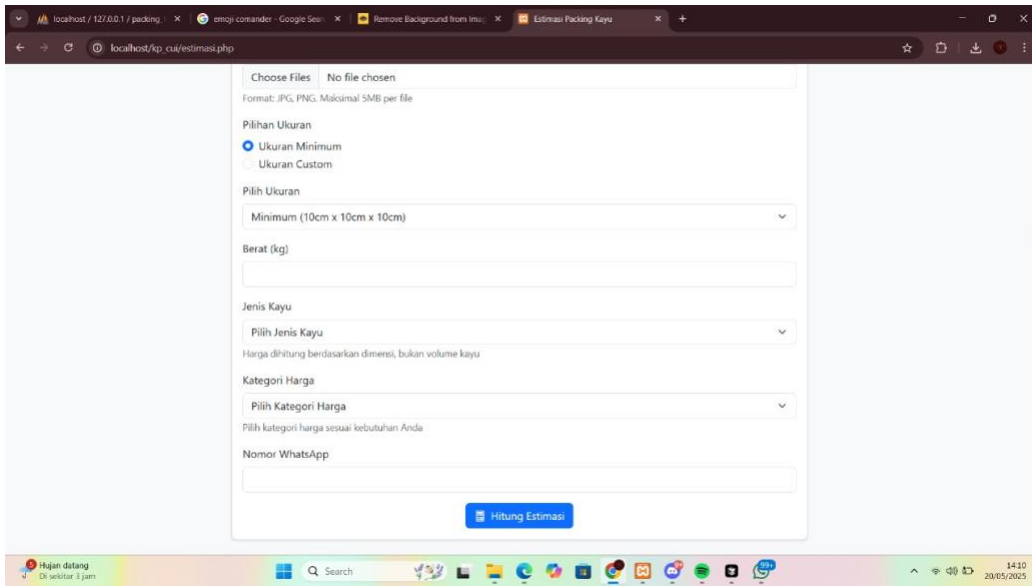 localhost / 127.0.0.1 / packing_
emoji comander - Google Sear
Remove Background from Imag
Estimasi Packing Kayu
localhost/kp_cui/estimasi.php
Choose Files No file chosen
Format: JPG, PNG. Maksimal 5MB per file
Pilihan Ukuran
Ukuran Minimum
Ukuran Custom
Pilih Ukuran
Minimum (10cm x 10cm x 10cm)
Berat (kg)
Jenis Kayu
Pilih Jenis Kayu
Harga dihitung berdasarkan dimensi, bukan volume kayu
Kategori Harga
Pilih Kategori Harga
Pilih kategori harga sesuai kebutuhan Anda
Nomor WhatsApp
Hitung Estimasi
Hujan datang
Di sekitar 3 jam
Search
99+
14:10
20/05/2025